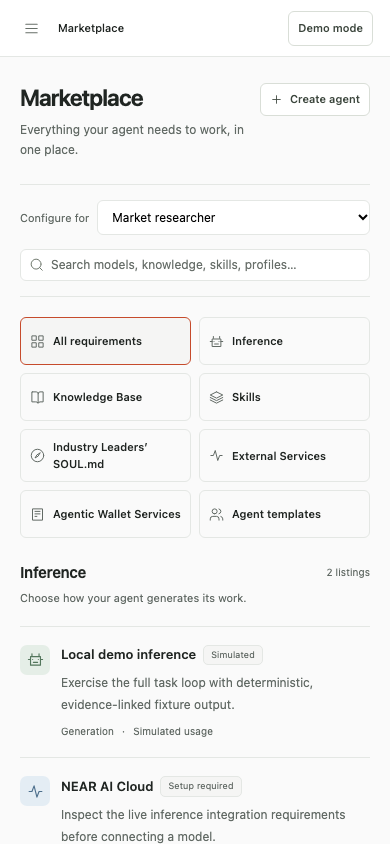 Marketplace
Demo mode
Marketplace
Create agent
Everything your agent needs to work, in
one place.
Configure for
Market researcher
Search models, knowledge, skills, profiles...
All requirements
Inference
Knowledge Base
Skills
Industry Leaders’
SOUL.md
External Services
Agentic Wallet Services
Agent templates
Inference
2 listings
Choose how your agent generates its work.
Local demo inference
Simulated
Exercise the full task loop with deterministic,
evidence-linked fixture output.
Generation · Simulated usage
NEAR AI Cloud
Setup required
Inspect the live inference integration requirements
before connecting a model.